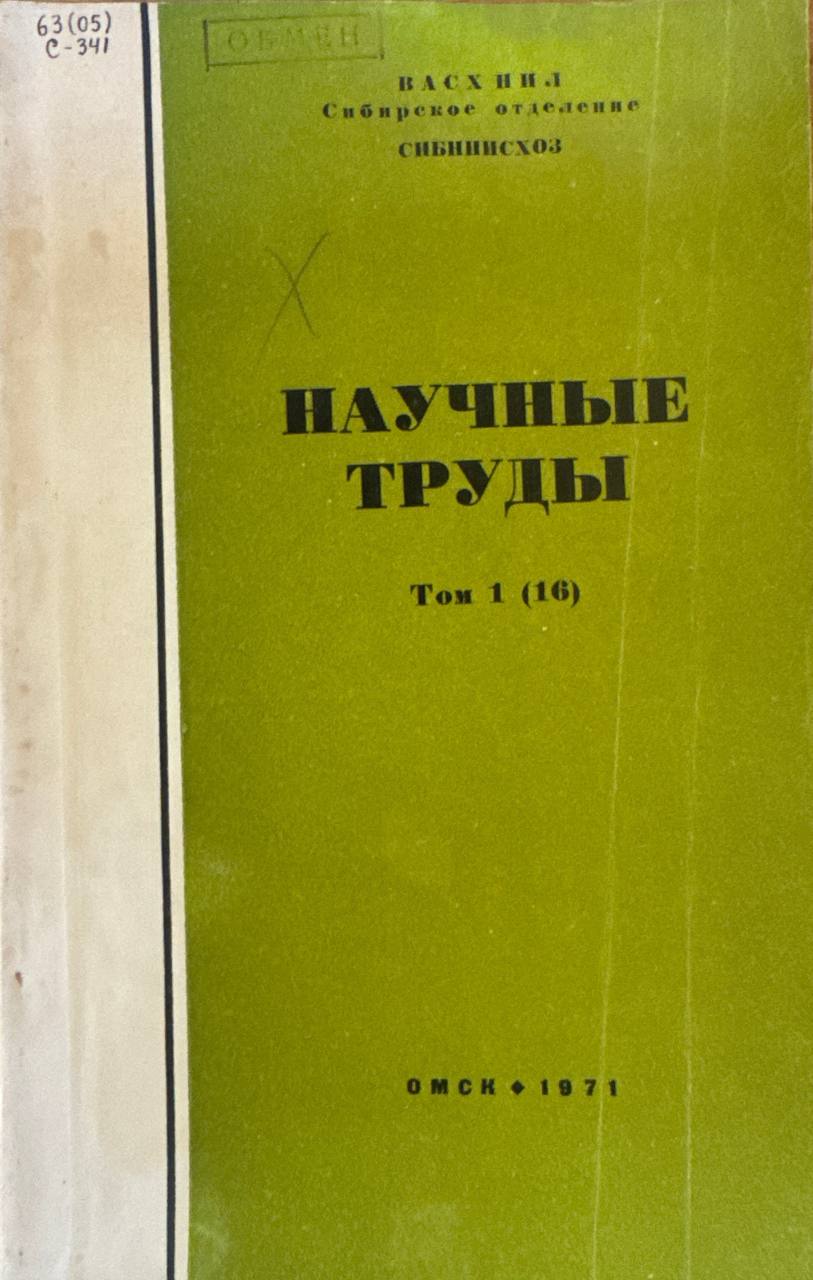 63(05)
С-341
ОБМЕН
ВАСХНИЛ
Сибирское отделение
СИБНИИСХОЗ
НАУЧНЫЕ
ТРУДЫ
Том 1 (16)
ОМСК ◆ 1971